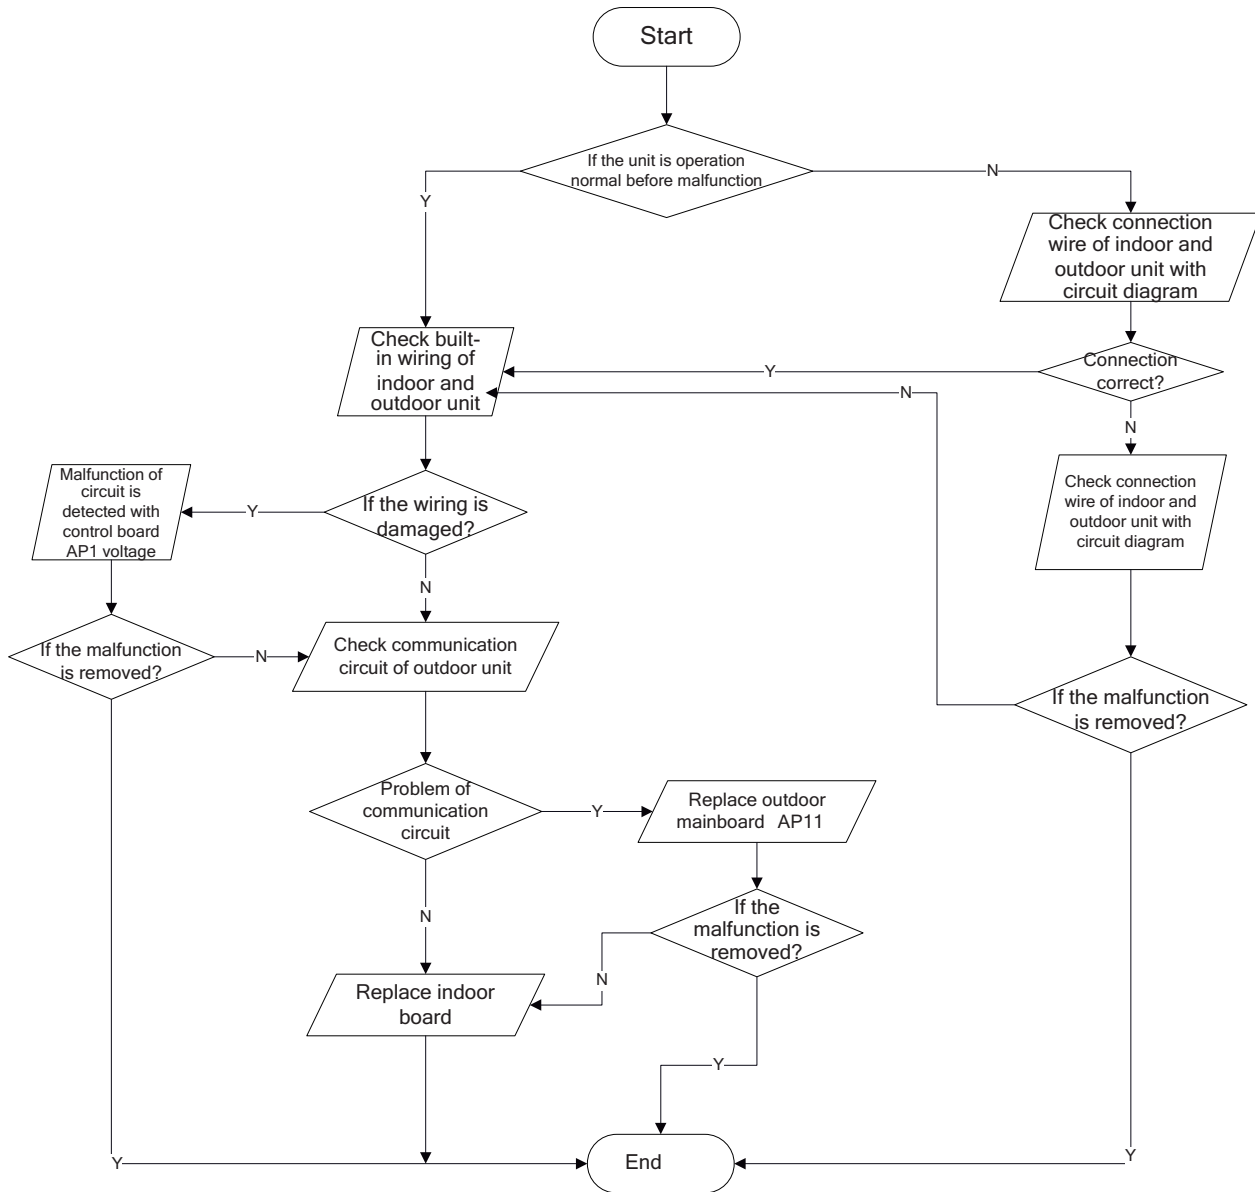 Start
If the unit is operation
normal before malfunction
N
Y
Check connection
wire of indoor and
outdoor unit with
circuit diagram
Check built-
in wiring of
indoor and
outdoor unit
Y
Connection
correct?
N
N
Malfunction of
circuit is
detected with
control board
AP1 voltage
Y
If the wiring is
damaged?
Check connection
wire of indoor and
outdoor unit with
circuit diagram
N
If the malfunction
is removed?
N
Check communication
circuit of outdoor unit
If the malfunction
is removed?
Problem of
communication
circuit
Y
Replace outdoor
mainboard AP11
N
If the
malfunction is
removed?
N
Replace indoor
board
Y
Y
End
Y